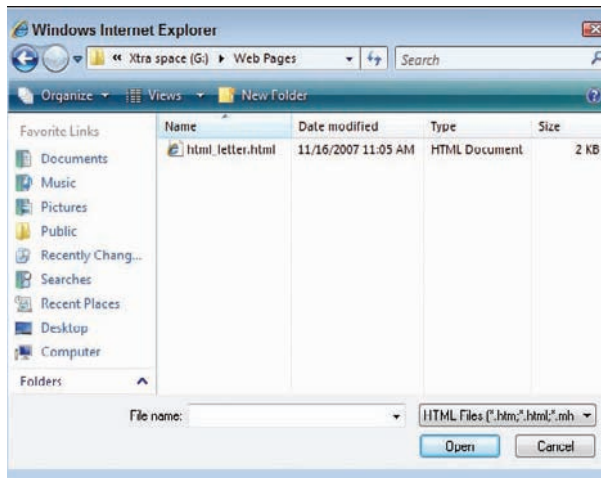 Windows Internet Explorer
« Xtra space (G:) ▸ Web Pages Search
Organize Views New Folder
Favorite Links Name Date modified Type Size
html_letter.html 11/16/2007 11:05 AM HTML Document 2 KB
Documents
Music
Pictures
Public
Recently Chang...
Searches
Recent Places
Desktop
Computer
Folders
File name: HTML Files (*.htm;*.html;*.mh
Open Cancel